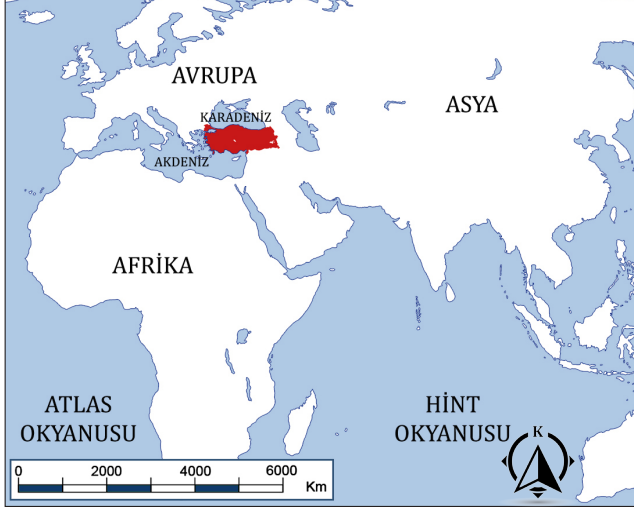 AVRUPA
ASYA
KARADENİZ
AKDENİZ
AFRİKA
ATLAS
OKYANUSU
HİNT
OKYANUSU
K
0 2000 4000 6000
Km